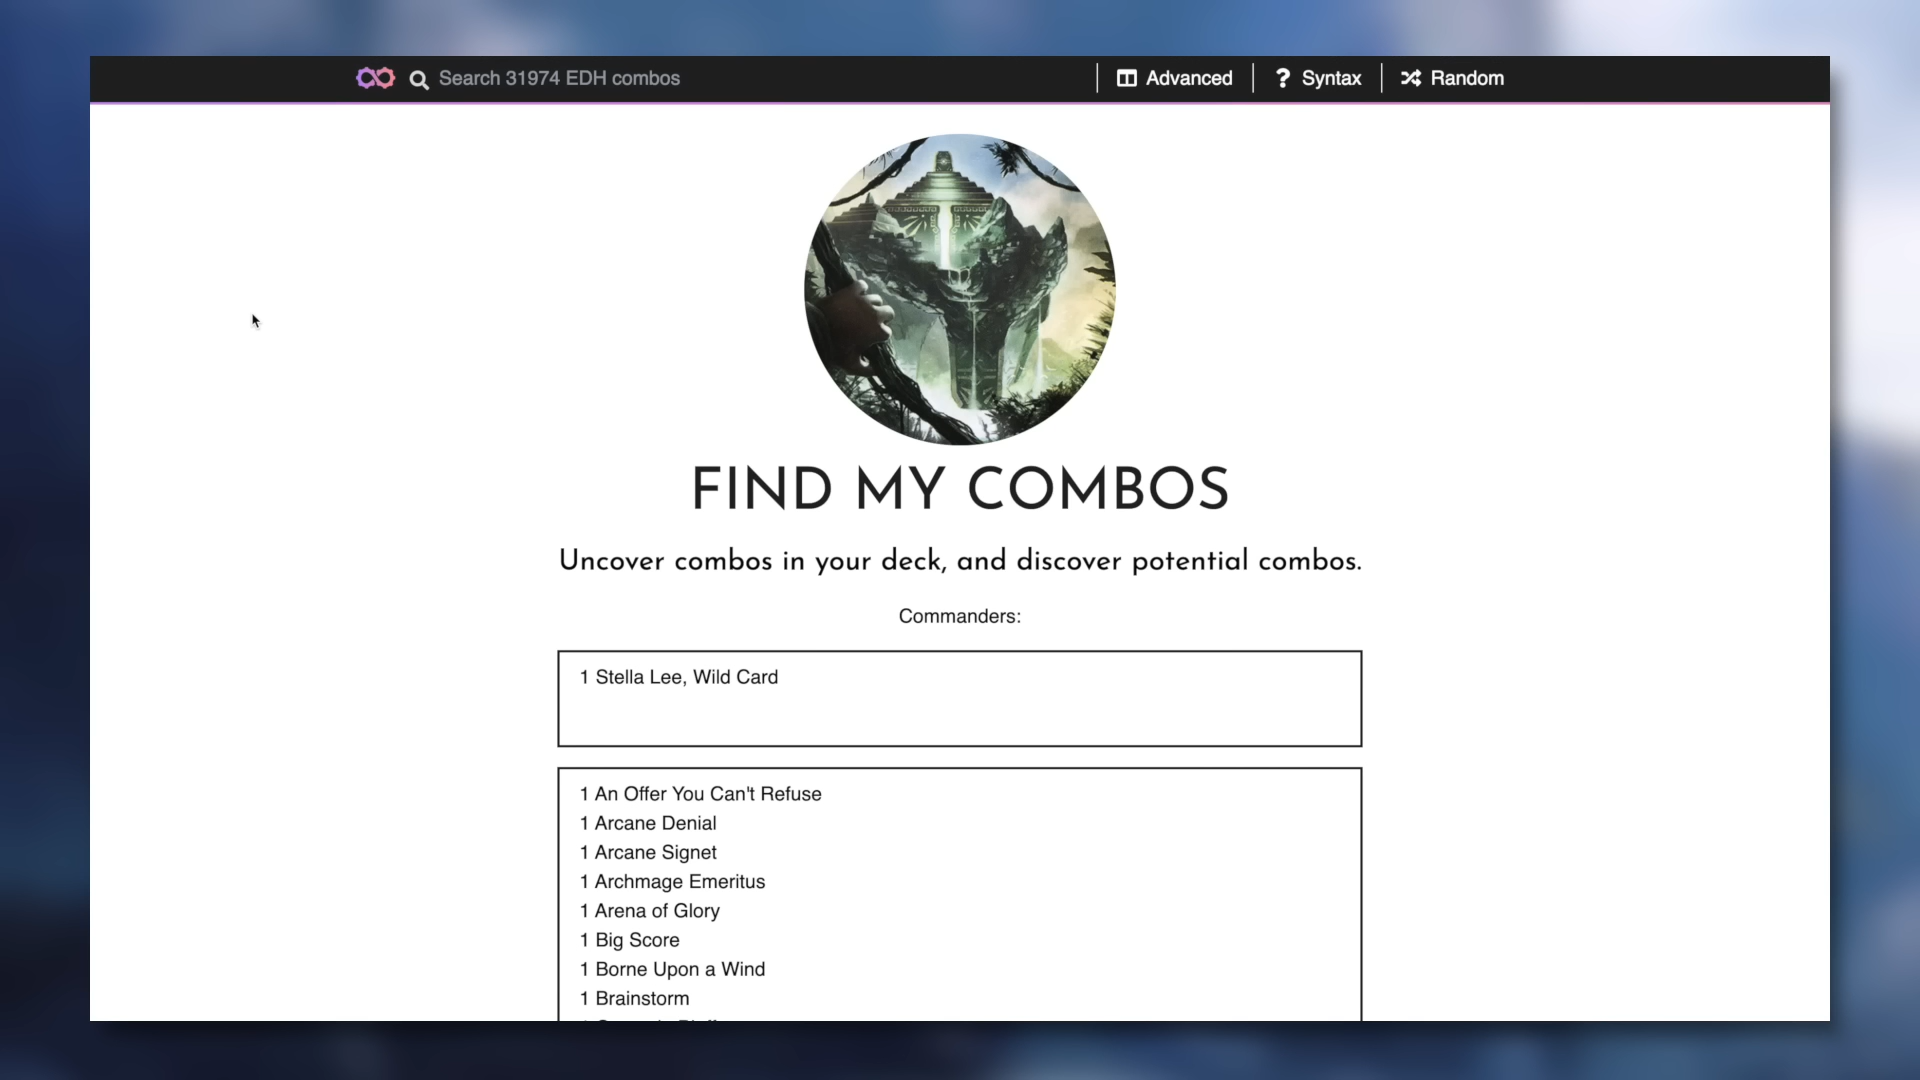 Search 31974 EDH combos
Advanced
? Syntax
Random
FIND MY COMBOS
Uncover combos in your deck, and discover potential combos.
Commanders:
1 Stella Lee, Wild Card
1 An Offer You Can't Refuse
1 Arcane Denial
1 Arcane Signet
1 Archmage Emeritus
1 Arena of Glory
1 Big Score
1 Borne Upon a Wind
1 Brainstorm